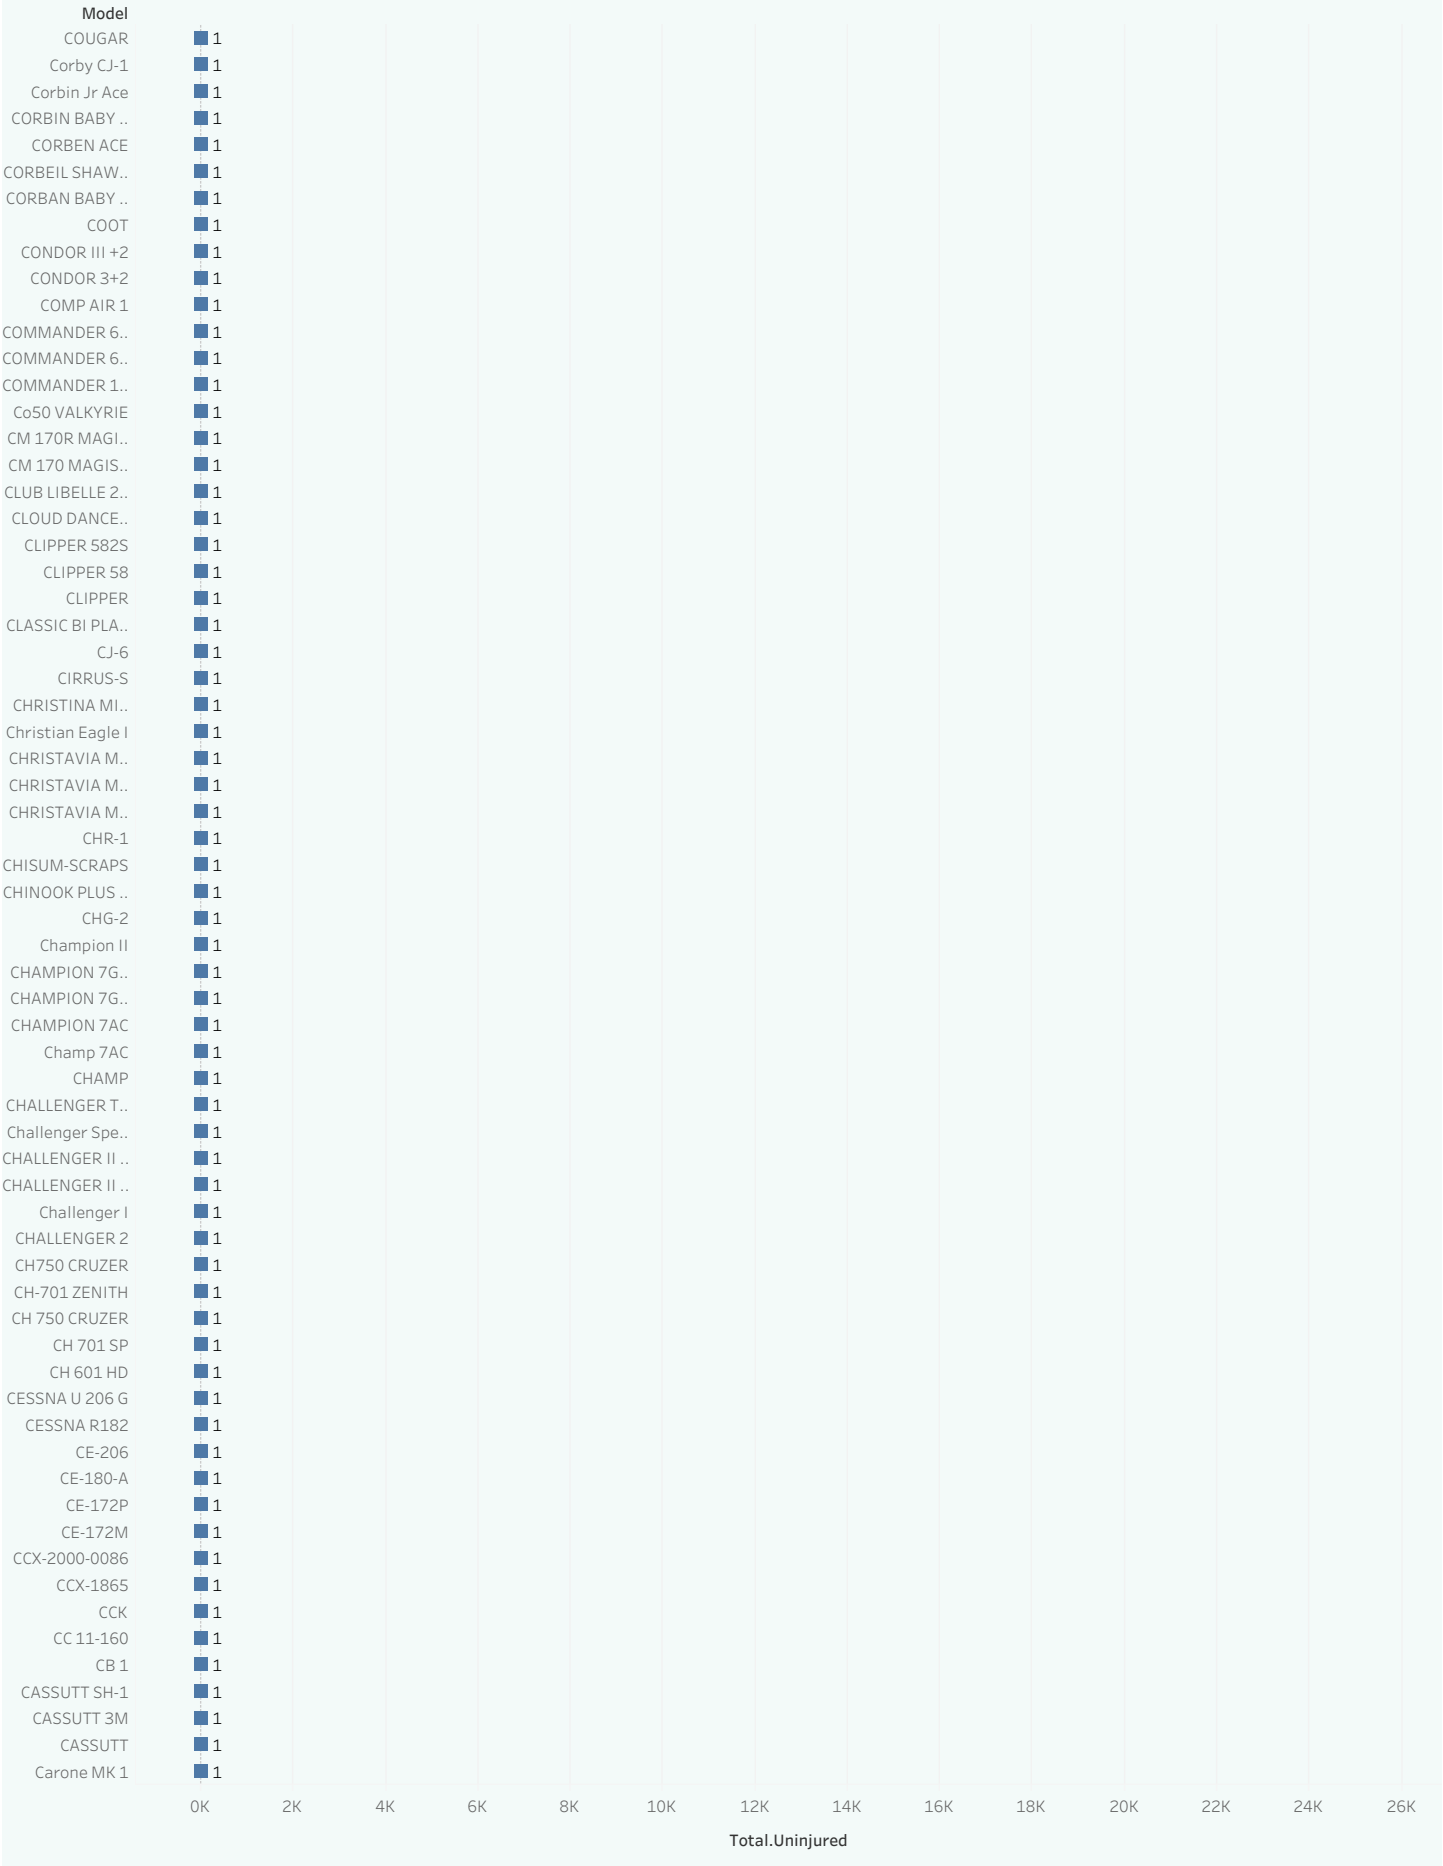 Model
COUGAR 1
Corby CJ-1 1
Corbin Jr Ace 1
CORBIN BABY .. 1
CORBEN ACE 1
CORBEIL SHAW.. 1
CORBAN BABY .. 1
COOT 1
CONDOR III +2 1
CONDOR 3+2 1
COMP AIR 1 1
COMMANDER 6.. 1
COMMANDER 6.. 1
COMMANDER 1.. 1
Co50 VALKYRIE 1
CM 170R MAGI.. 1
CM 170 MAGIS.. 1
CLUB LIBELLE 2.. 1
CLOUD DANCE.. 1
CLIPPER 582S 1
CLIPPER 58 1
CLIPPER 1
CLASSIC BI PLA.. 1
CJ-6 1
CIRRUS-S 1
CHRISTINA MI.. 1
Christian Eagle I 1
CHRISTAVIA M.. 1
CHRISTAVIA M.. 1
CHRISTAVIA M.. 1
CHR-1 1
CHISUM-SCRAPS 1
CHINOOK PLUS .. 1
CHG-2 1
Champion II 1
CHAMPION 7G.. 1
CHAMPION 7G.. 1
CHAMPION 7AC 1
Champ 7AC 1
CHAMP 1
CHALLENGER T.. 1
Challenger Spe.. 1
CHALLENGER II .. 1
CHALLENGER II .. 1
Challenger I 1
CHALLENGER 2 1
CH750 CRUZER 1
CH-701 ZENITH 1
CH 750 CRUZER 1
CH 701 SP 1
CH 601 HD 1
CESSNA U 206 G 1
CESSNA R182 1
CE-206 1
CE-180-A 1
CE-172P 1
CE-172M 1
CCX-2000-0086 1
CCX-1865 1
CCK 1
CC 11-160 1
CB 1 1
CASSUTT SH-1 1
CASSUTT 3M 1
CASSUTT 1
Carone MK 1 1
0K 2K 4K 6K 8K 10K 12K 14K 16K 18K 20K 22K 24K 26K
Total.Uninjured